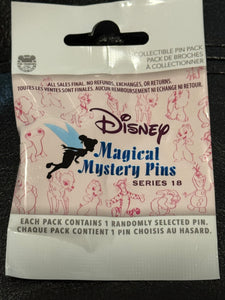 COLLECTIBLE PIN PACK
PACK DE BROCHES
À COLLECTIONNER
ALL SALES FINAL. NO REFUNDS, EXCHANGES, OR RETURNS.
TOUTES LES VENTES SONT FINALES. AUCUN REMBOURSEMENT, ÉCHANGE NI RETOUR.
Disney
Magical
Mystery Pins
SERIES 18
EACH PACK CONTAINS 1 RANDOMLY SELECTED PIN.
CHAQUE PACK CONTIENT 1 PIN CHOISIS AU HASARD.